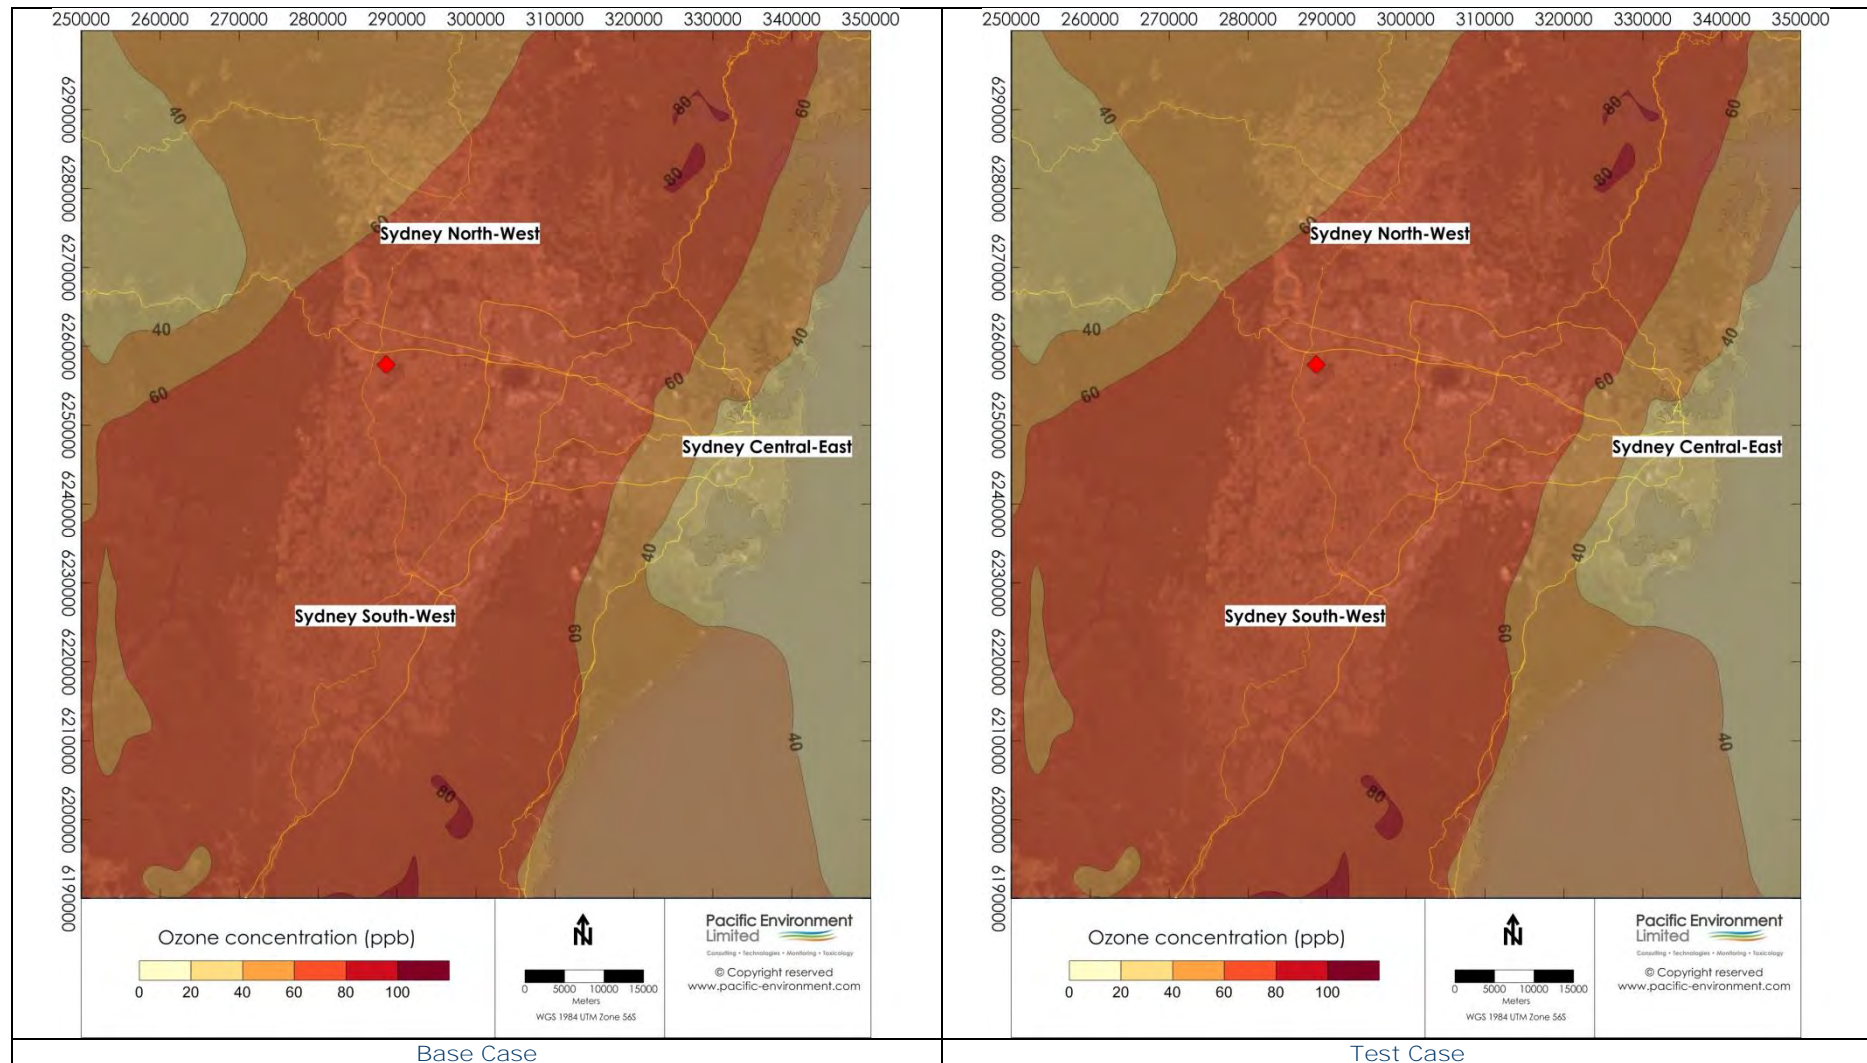 250000 260000 270000 280000 290000 300000 310000 320000 330000 340000 350000
6290000
6280000
6270000
6260000
6250000
6240000
6230000
6220000
6210000
6200000
6190000
40
80
60
80
60
Sydney North-West
40
40
60
60
Sydney Central-East
40
Sydney South-West
60
40
80
Ozone concentration (ppb)
0 20 40 60 80 100
N
0 5000 10000 15000
Meters
WGS 1984 UTM Zone 56S
Pacific Environment
Limited
Consulting • Technologies • Monitoring • Toxicology
© Copyright reserved
www.pacific-environment.com
Base Case
250000 260000 270000 280000 290000 300000 310000 320000 330000 340000 350000
6290000
6280000
6270000
6260000
6250000
6240000
6230000
6220000
6210000
6200000
6190000
40
80
60
80
60
Sydney North-West
40
40
60
60
Sydney Central-East
40
Sydney South-West
60
40
80
Ozone concentration (ppb)
0 20 40 60 80 100
N
0 5000 10000 15000
Meters
WGS 1984 UTM Zone 56S
Pacific Environment
Limited
Consulting • Technologies • Monitoring • Toxicology
© Copyright reserved
www.pacific-environment.com
Test Case